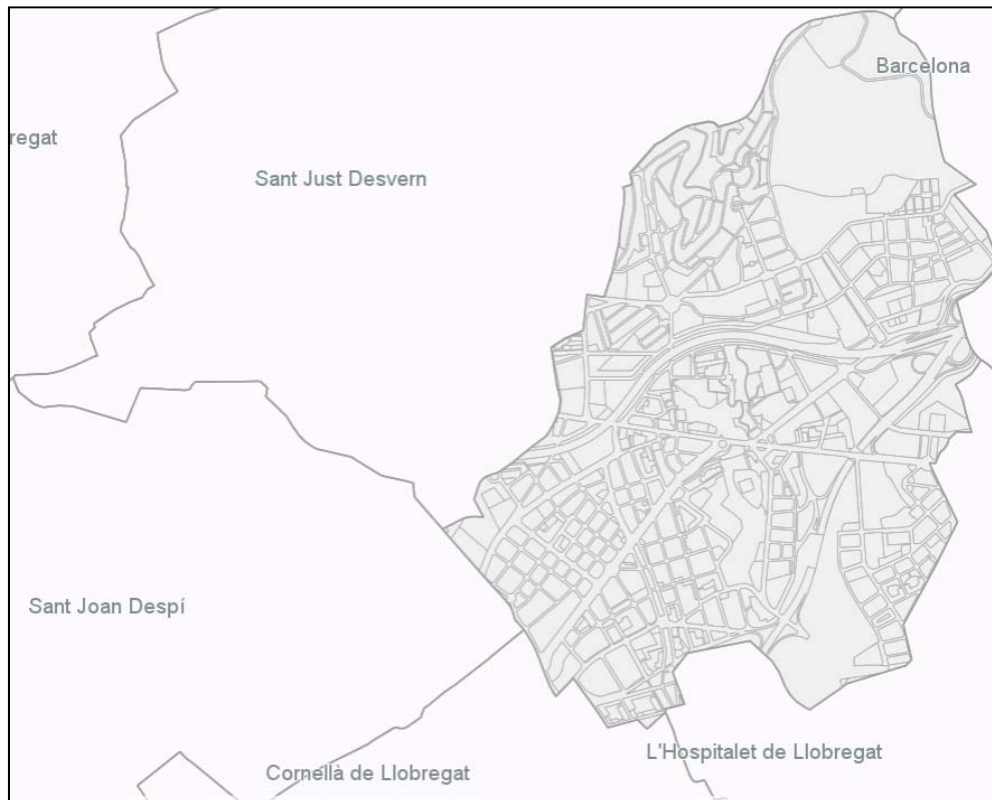 Barcelona
regat
Sant Just Desvern
Sant Joan Despí
L'Hospitalet de Llobregat
Cornellà de Llobregat